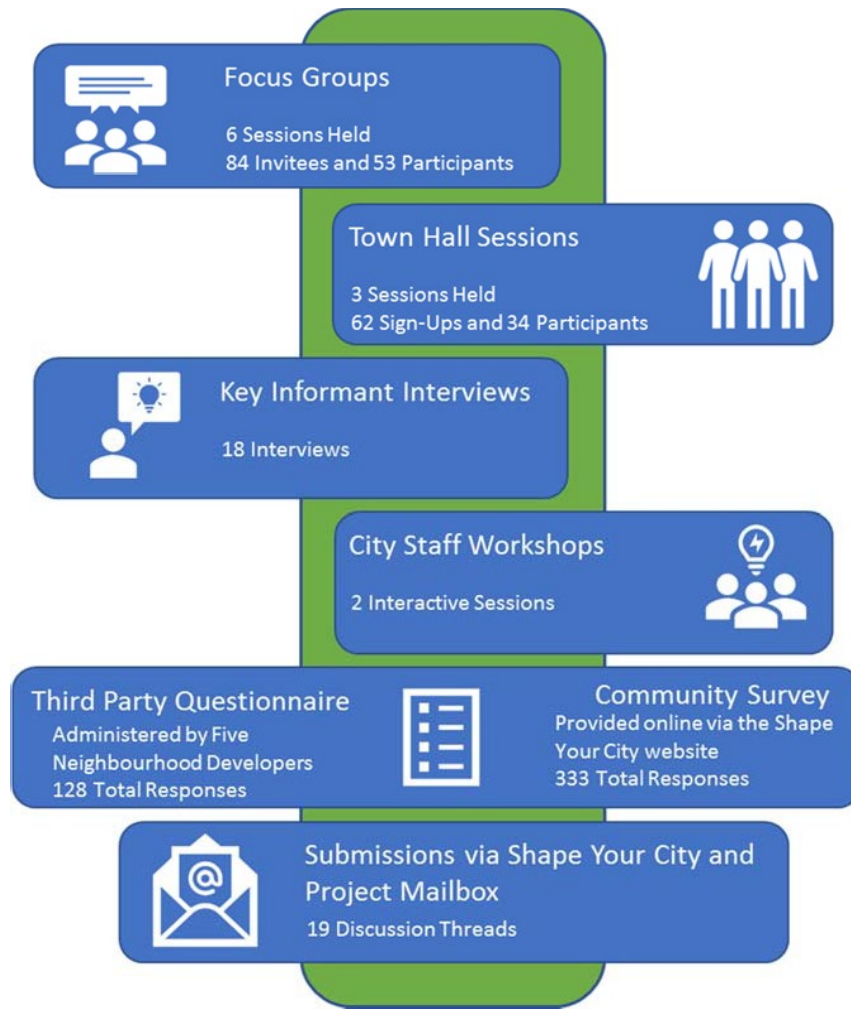 Focus Groups
6 Sessions Held
84 Invitees and 53 Participants
Town Hall Sessions
3 Sessions Held
62 Sign-Ups and 34 Participants
Key Informant Interviews
18 Interviews
City Staff Workshops
2 Interactive Sessions
Third Party Questionnaire
Administered by Five
Neighbourhood Developers
128 Total Responses
Community Survey
Provided online via the Shape
Your City website
333 Total Responses
@
Submissions via Shape Your City and
Project Mailbox
19 Discussion Threads